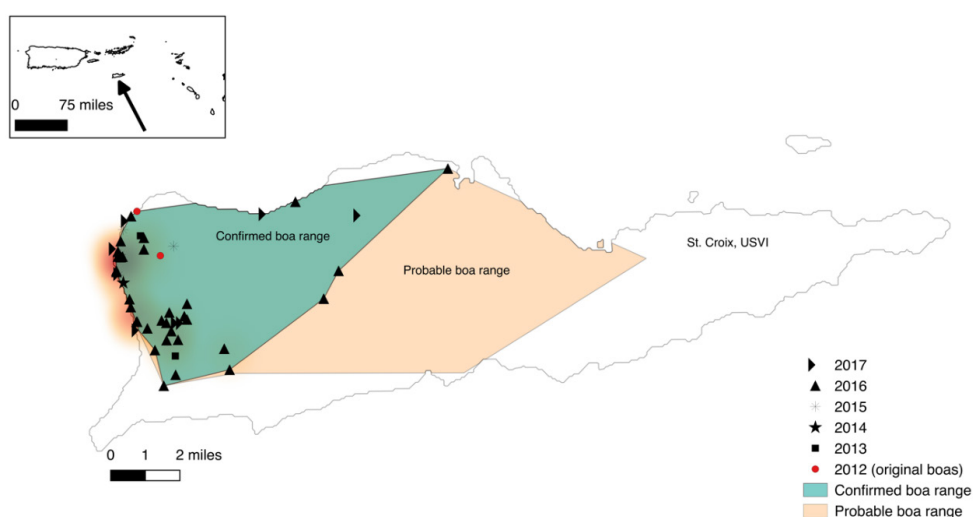 0 75 miles
Confirmed boa range
St. Croix, USVI
Probable boa range
0 1 2 miles
2017
2016
2015
2014
2013
2012 (original boas)
Confirmed boa range
Probable boa range